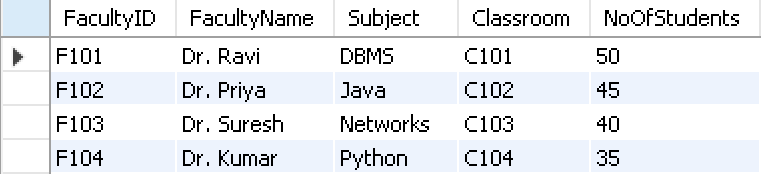 FacultyID FacultyName Subject Classroom NoOfStudents
F101 Dr. Ravi DBMS C101 50
F102 Dr. Priya Java C102 45
F103 Dr. Suresh Networks C103 40
F104 Dr. Kumar Python C104 35